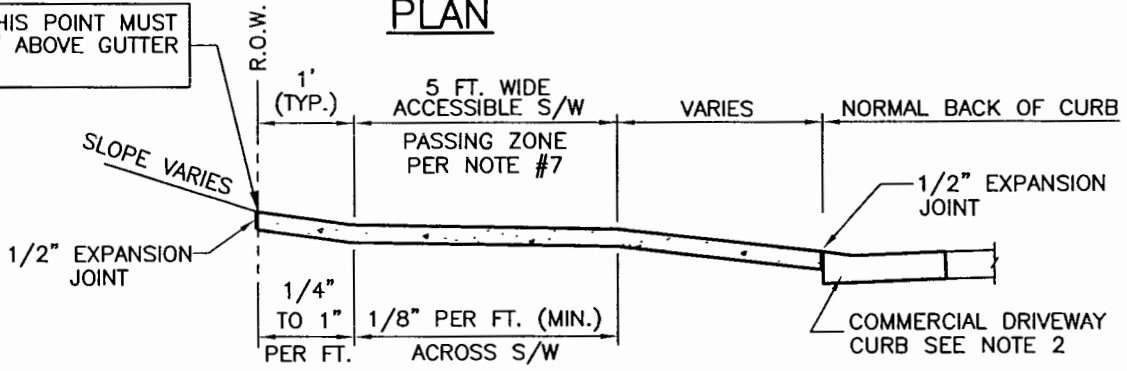 PLAN
HIS POINT MUST
ABOVE GUTTER
R.O.W.
1'
(TYP.)
5 FT. WIDE
ACCESSIBLE S/W
PASSING ZONE
PER NOTE #7
VARIES
NORMAL BACK OF CURB
SLOPE VARIES
1/2" EXPANSION
JOINT
1/2" EXPANSION
JOINT
1/4"
TO 1"
PER FT.
1/8" PER FT. (MIN.)
ACROSS S/W
COMMERCIAL DRIVEWAY
CURB SEE NOTE 2